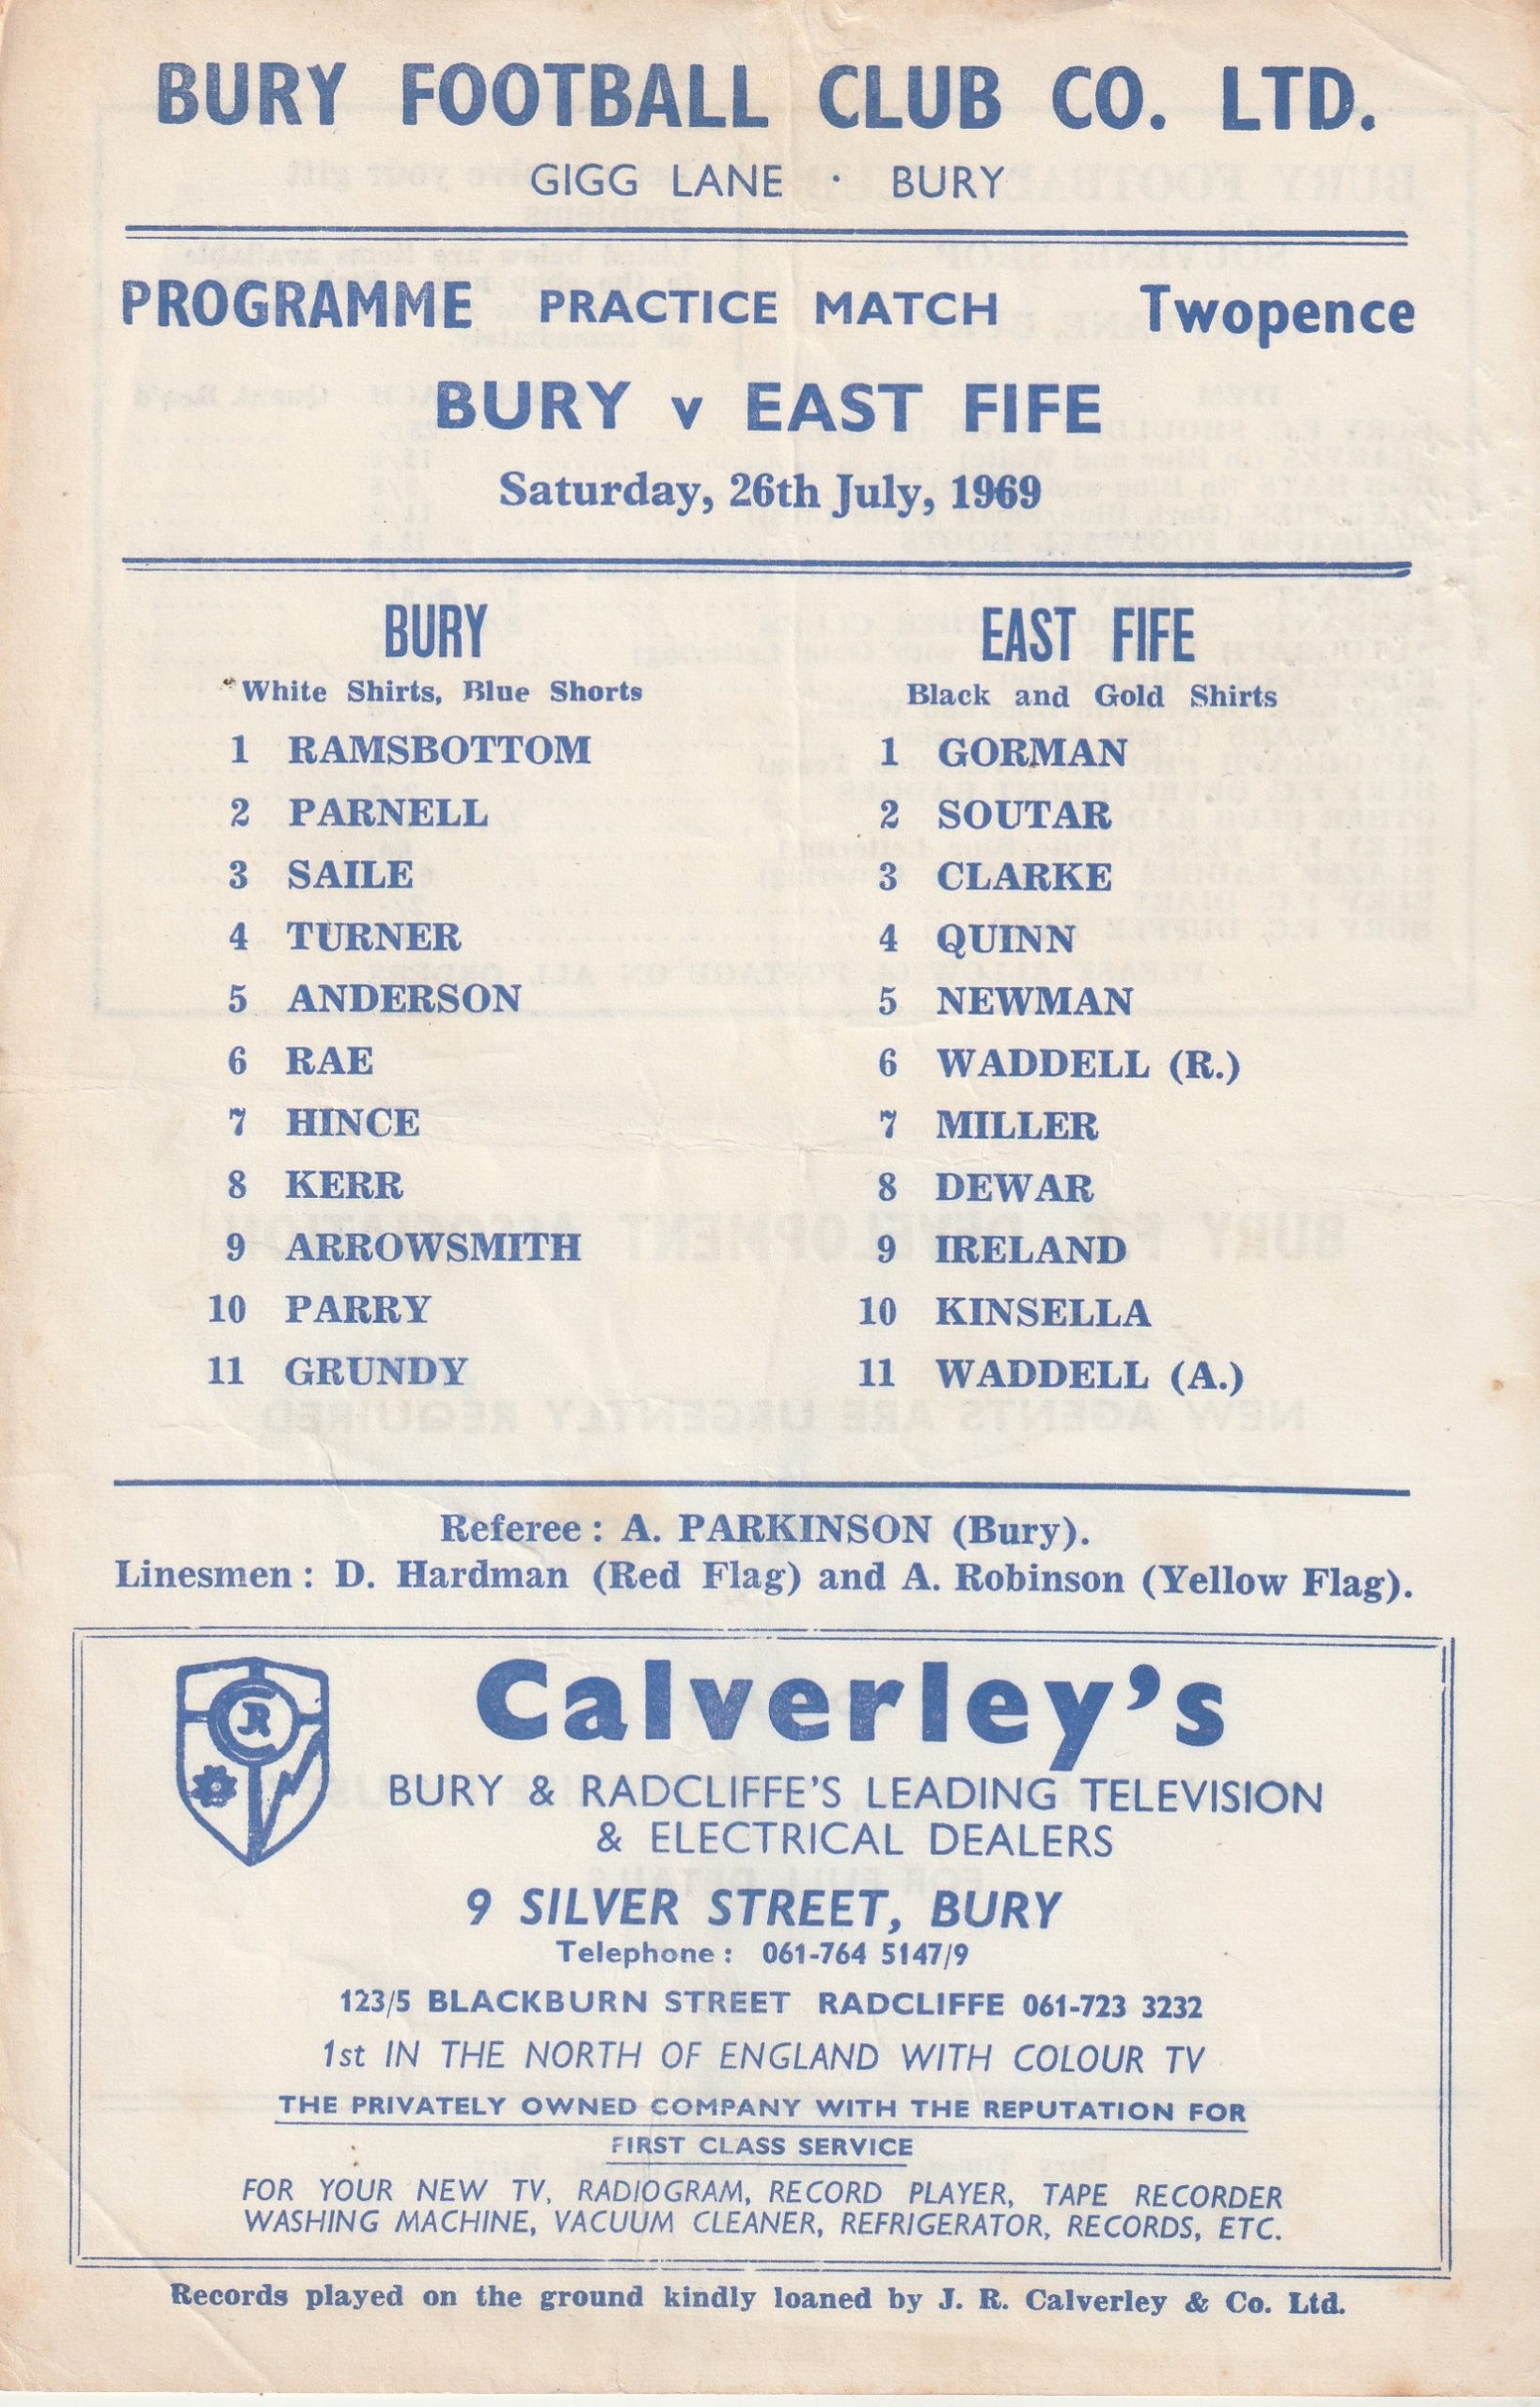 BURY FOOTBALL CLUB CO. LTD.
GIGG LANE · BURY
PROGRAMME PRACTICE MATCH Twopence
BURY v EAST FIFE
Saturday, 26th July, 1969
BURY
White Shirts, Blue Shorts
1 RAMSBOTTOM
2 PARNELL
3 SAILE
4 TURNER
5 ANDERSON
6 RAE
7 HINCE
8 KERR
9 ARROWSMITH
10 PARRY
11 GRUNDY
EAST FIFE
Black and Gold Shirts
1 GORMAN
2 SOUTAR
3 CLARKE
4 QUINN
5 NEWMAN
6 WADDELL (R.)
7 MILLER
8 DEWAR
9 IRELAND
10 KINSELLA
11 WADDELL (A.)
Referee : A. PARKINSON (Bury).
Linesmen : D. Hardman (Red Flag) and A. Robinson (Yellow Flag).
C R
Calverley's
BURY & RADCLIFFE'S LEADING TELEVISION
& ELECTRICAL DEALERS
9 SILVER STREET, BURY
Telephone : 061-764 5147/9
123/5 BLACKBURN STREET RADCLIFFE 061-723 3232
1st IN THE NORTH OF ENGLAND WITH COLOUR TV
THE PRIVATELY OWNED COMPANY WITH THE REPUTATION FOR
FIRST CLASS SERVICE
FOR YOUR NEW TV, RADIOGRAM, RECORD PLAYER, TAPE RECORDER
WASHING MACHINE, VACUUM CLEANER, REFRIGERATOR, RECORDS, ETC.
Records played on the ground kindly loaned by J. R. Calverley & Co. Ltd.